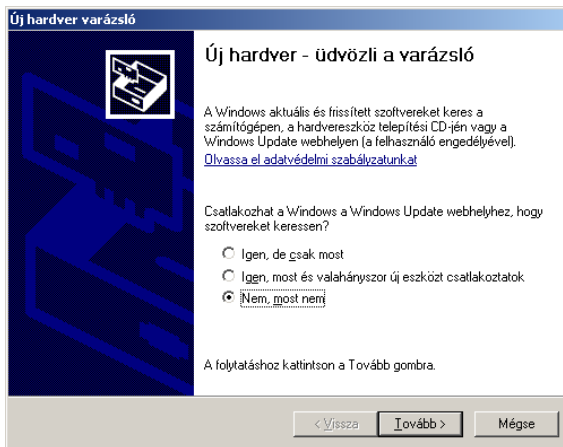 Új hardver varázsló
Új hardver - üdvözli a varázsló
A Windows aktuális és frissített szoftvereket keres a
számítógépen, a hardvereszköz telepítési CD-jén vagy a
Windows Update webhelyen (a felhasználó engedélyével).
Olvassa el adatvédelmi szabályzatunkat
Csatlakozhat a Windows a Windows Update webhelyhez, hogy
szoftvereket keressen?
Igen, de csak most
Igen, most és valahányszor új eszközt csatlakoztatok
Nem, most nem
A folytatáshoz kattintson a Tovább gombra.
< Vissza
Tovább >
Mégse